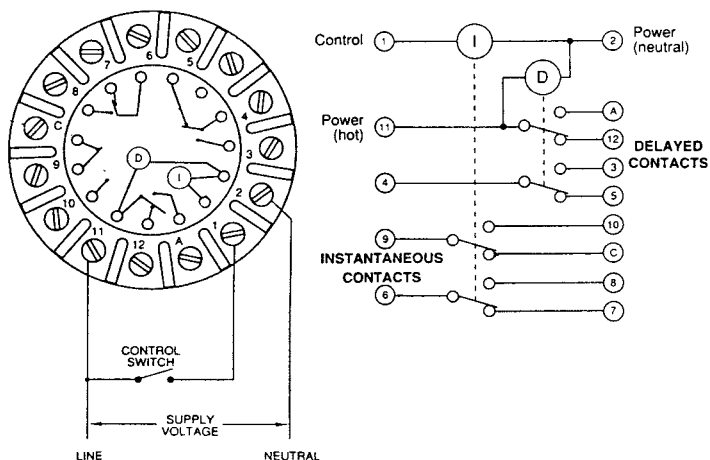 6
7
5
8
4
C
3
9
D
I
2
10
11
12
A
1
CONTROL
SWITCH
SUPPLY
VOLTAGE
LINE
NEUTRAL
Control
1
I
2
Power
(neutral)
D
Power
(hot)
11
A
12
DELAYED
CONTACTS
3
4
5
10
9
INSTANTANEOUS
CONTACTS
C
8
6
7